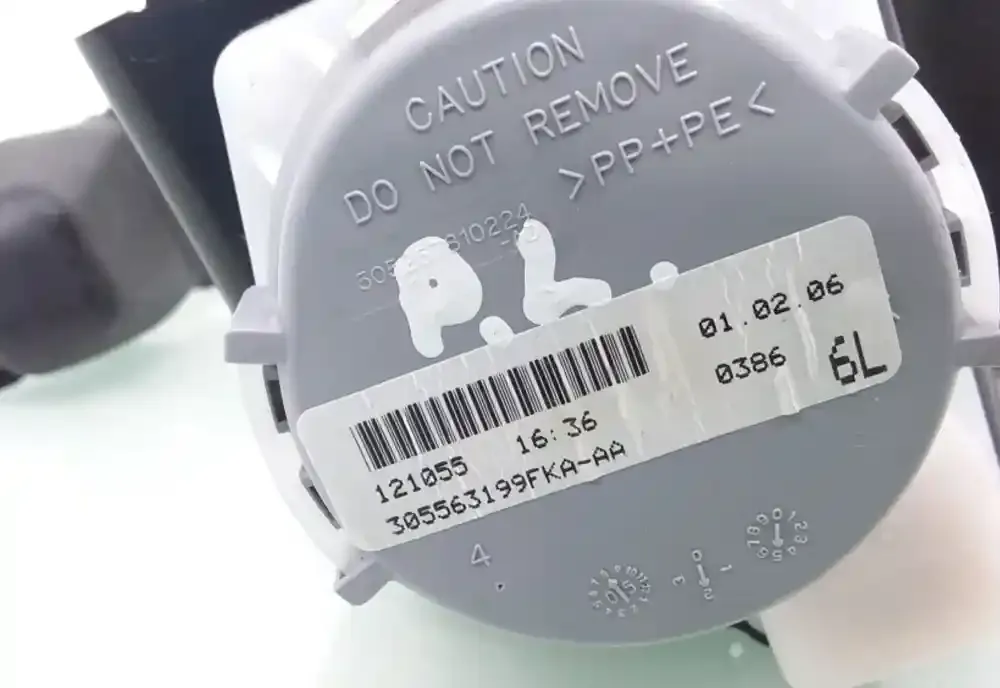 CAUTION
DO NOT REMOVE
>PP+PE<
P.L.
01.02.06
0386
6L
121055
16:36
305563199FKA-AA
4